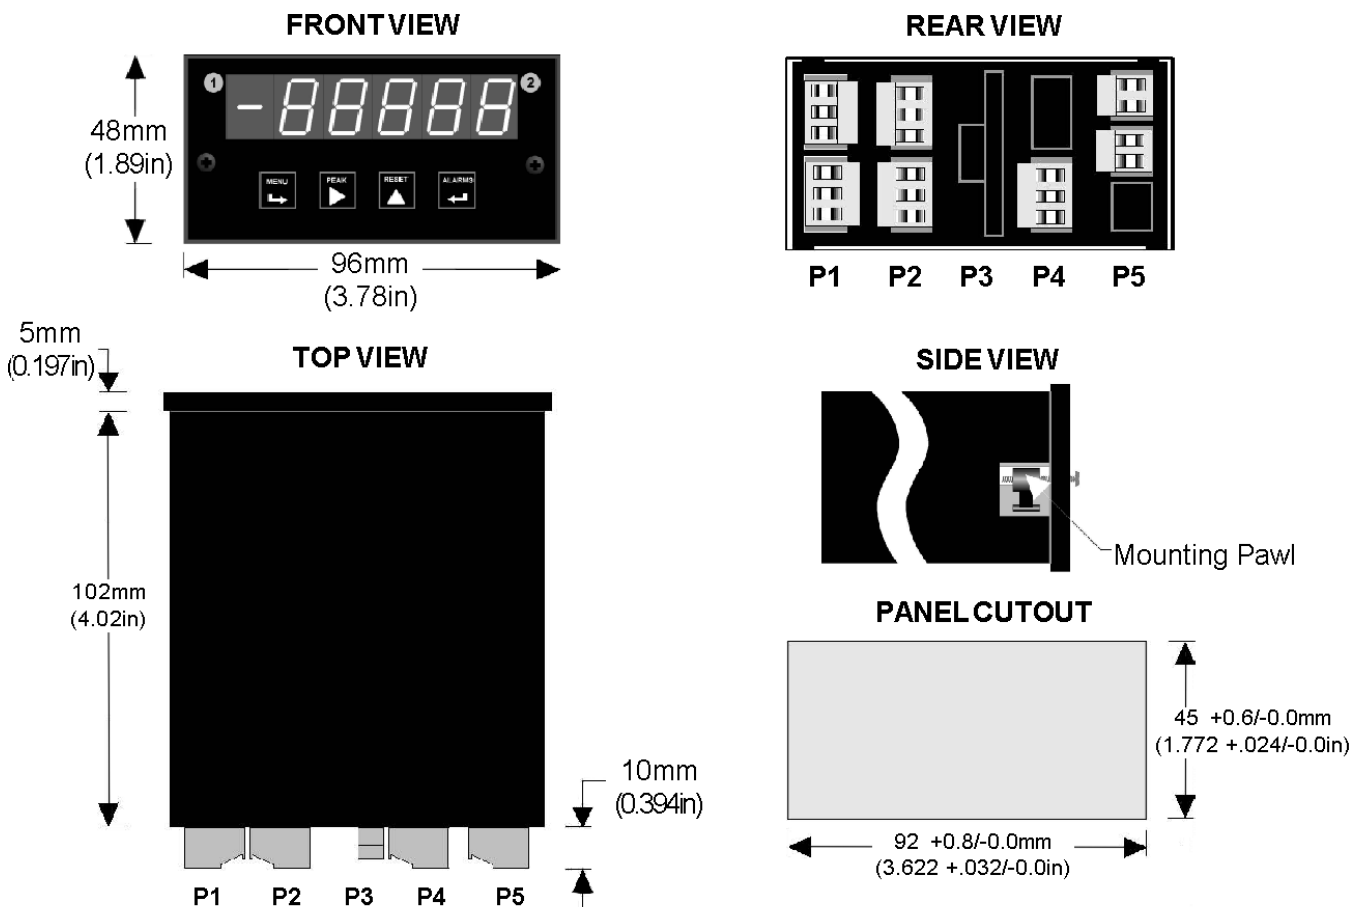 FRONT VIEW
1
-88888
2
MENU
PEAK
RESET
ALARMS
48mm
(1.89in)
96mm
(3.78in)
REAR VIEW
P1 P2 P3 P4 P5
TOP VIEW
5mm
(0.197in)
102mm
(4.02in)
10mm
(0.394in)
P1 P2 P3 P4 P5
SIDE VIEW
Mounting Pawl
PANEL CUTOUT
45 +0.6/-0.0mm
(1.772 +.024/-0.0in)
92 +0.8/-0.0mm
(3.622 +.032/-0.0in)